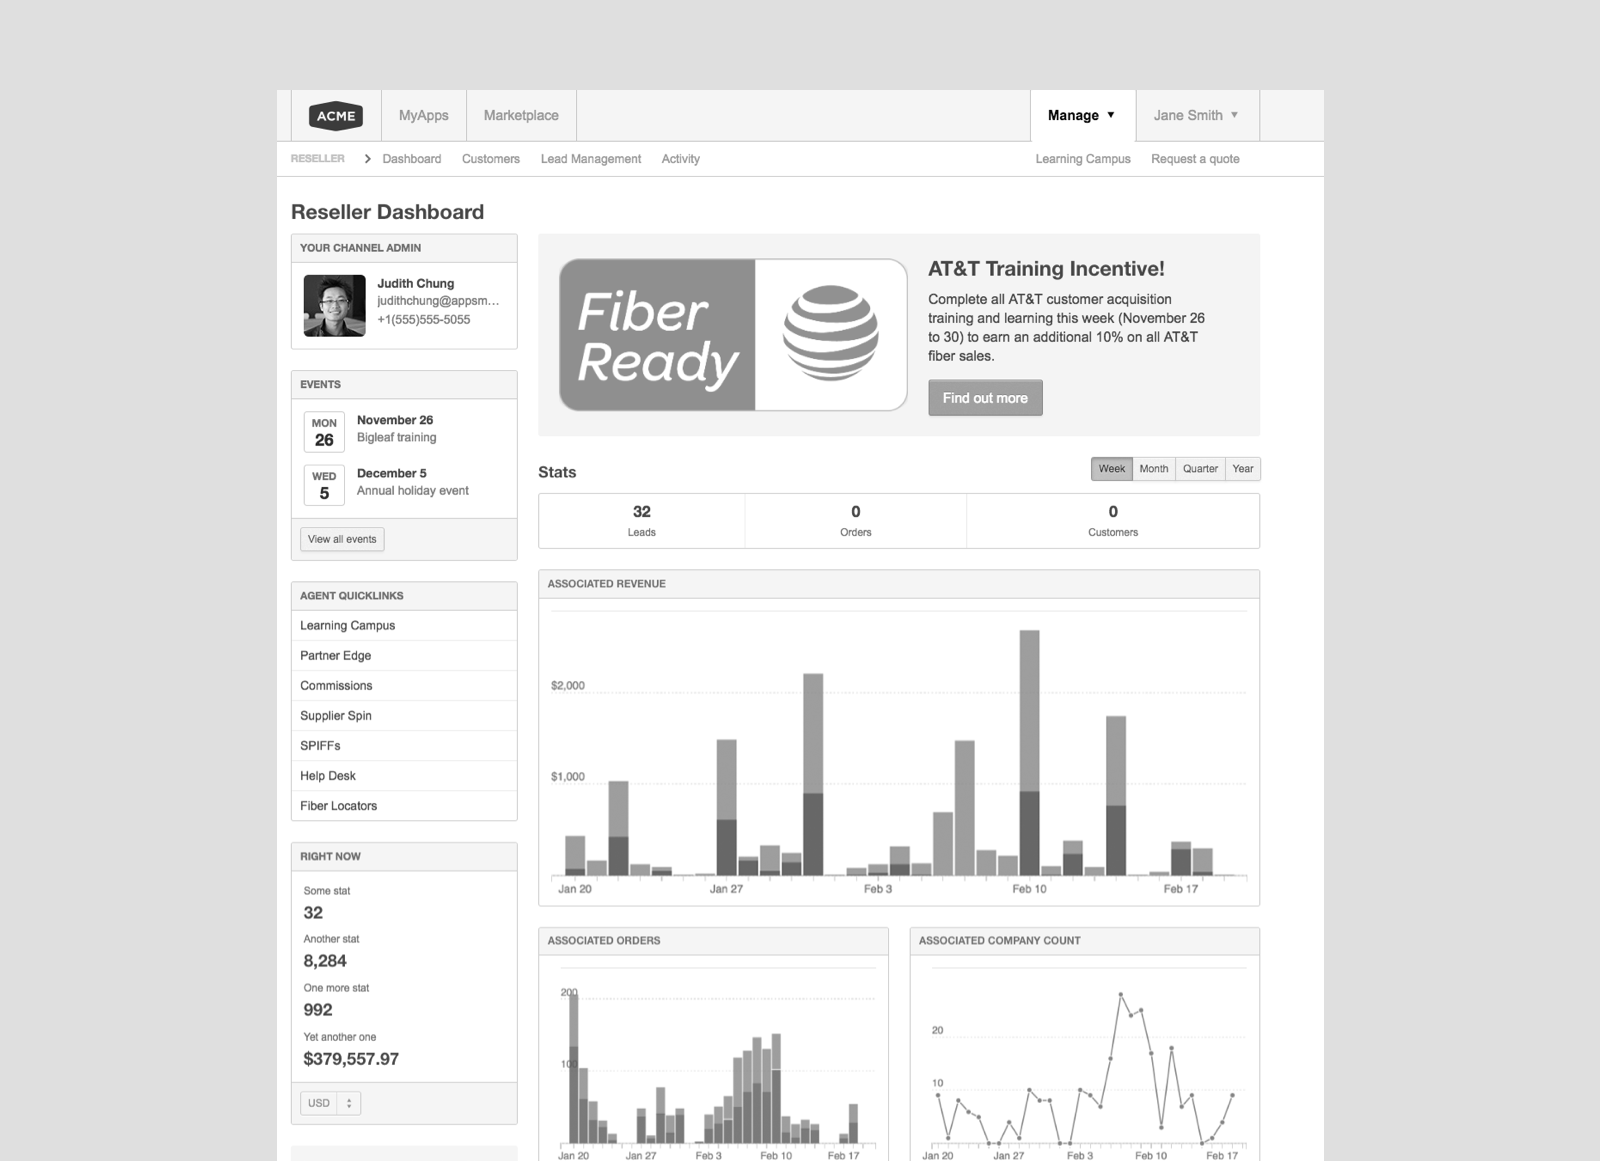 ACME
MyApps
Marketplace
Manage ▼
Jane Smith ▼
RESELLER
Dashboard
Customers
Lead Management
Activity
Learning Campus
Request a quote
Reseller Dashboard
YOUR CHANNEL ADMIN
Judith Chung
judithchung@appsm...
+1(555)555-5055
EVENTS
MON
26
November 26
Bigleaf training
WED
5
December 5
Annual holiday event
View all events
AGENT QUICKLINKS
Learning Campus
Partner Edge
Commissions
Supplier Spin
SPIFFs
Help Desk
Fiber Locators
RIGHT NOW
Some stat
32
Another stat
8,284
One more stat
992
Yet another one
$379,557.97
USD
Fiber
Ready
AT&T Training Incentive!
Complete all AT&T customer acquisition
training and learning this week (November 26
to 30) to earn an additional 10% on all AT&T
fiber sales.
Find out more
Stats
Week
Month
Quarter
Year
32
Leads
0
Orders
0
Customers
ASSOCIATED REVENUE
$2,000
$1,000
Jan 20
Jan 27
Feb 3
Feb 10
Feb 17
ASSOCIATED ORDERS
200
100
Jan 20
Jan 27
Feb 3
Feb 10
Feb 17
ASSOCIATED COMPANY COUNT
20
10
Jan 20
Jan 27
Feb 3
Feb 10
Feb 17